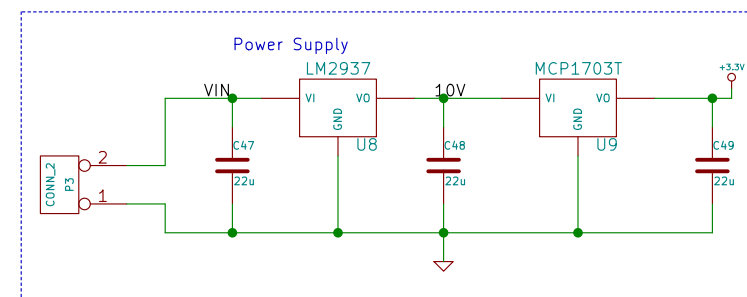 Power Supply
LM2937
MCP1703T
+3.3V
VIN
VI
VO
GND
U8
10V
VI
VO
GND
U9
C47
22u
C48
22u
C49
22u
CONN_2
P3
2
1